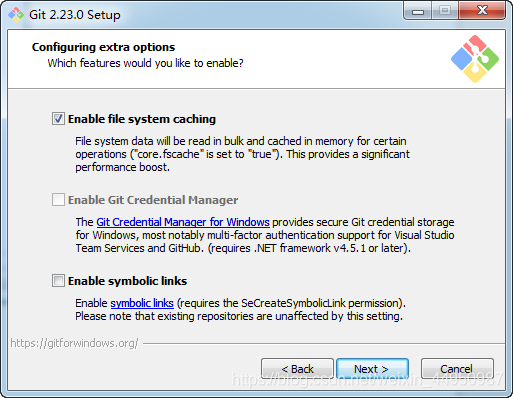 Git 2.23.0 Setup
Configuring extra options
Which features would you like to enable?
Enable file system caching
File system data will be read in bulk and cached in memory for certain
operations ("core.fscache" is set to "true"). This provides a significant
performance boost.
Enable Git Credential Manager
The Git Credential Manager for Windows provides secure Git credential storage
for Windows, most notably multi-factor authentication support for Visual Studio
Team Services and GitHub. (requires .NET framework v4.5.1 or later).
Enable symbolic links
Enable symbolic links (requires the SeCreateSymbolicLink permission).
Please note that existing repositories are unaffected by this setting.
https://gitforwindows.org/
< Back Next > Cancel
https://blog.csdn.net/weixin_44950987